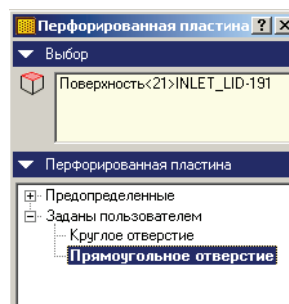 Перфорированная пластина ? ×
Выбор
Поверхность<21>INLET_LID-191
Перфорированная пластина
Предопределенные
Заданы пользователем
Круглое отверстие
Прямоугольное отверстие